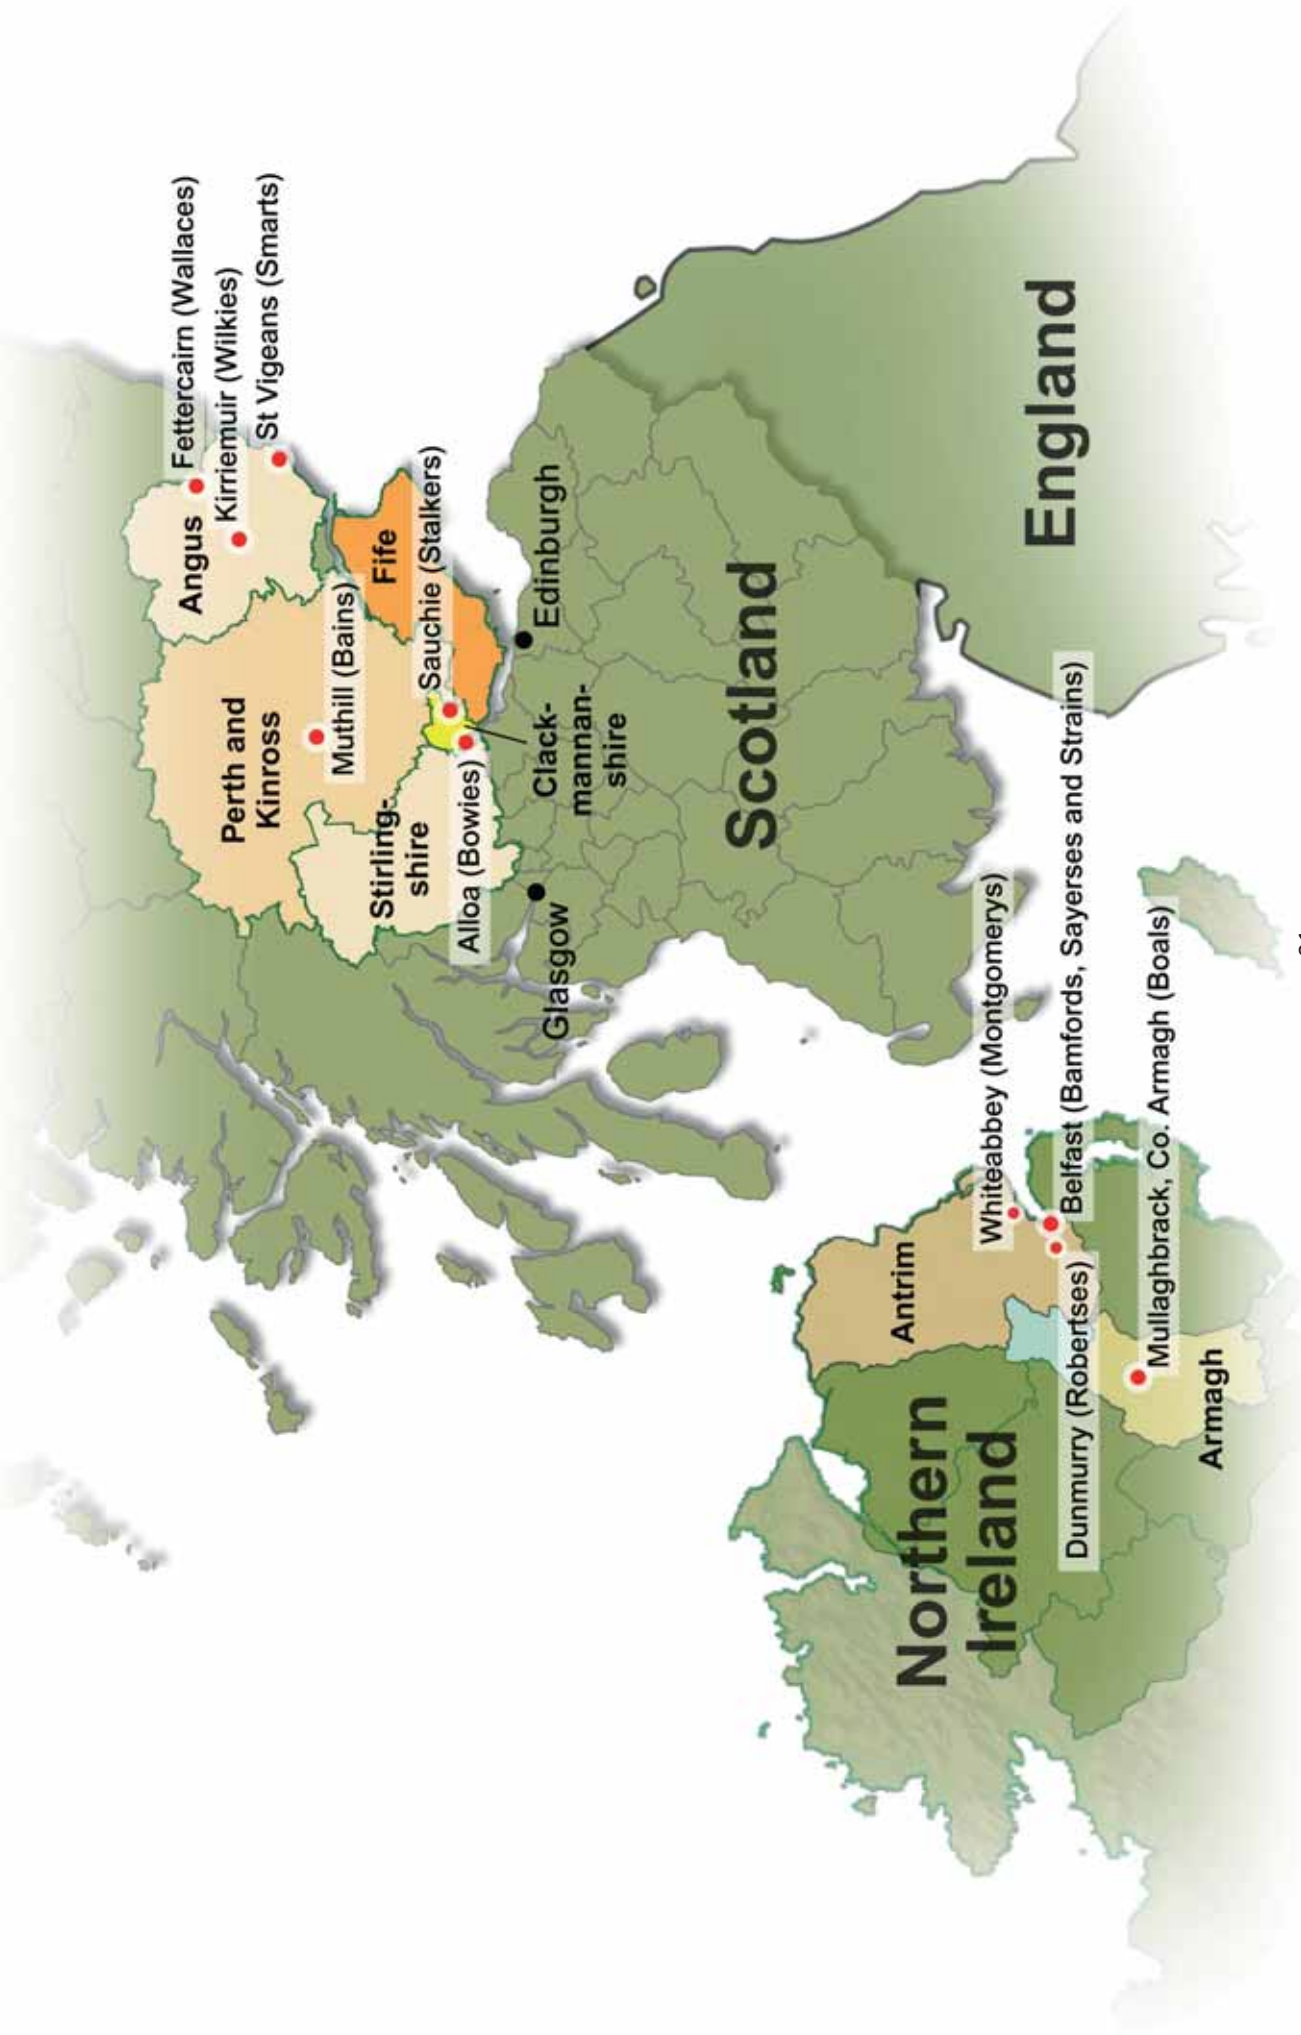 Fettercairn (Wallaces)
Angus
Kirriemuir (Wilkies)
St Vigeans (Smarts)
Perth and
Kinross
Muthill (Bains)
Fife
Stirling-
shire
Sauchie (Stalkers)
Alloa (Bowies)
Clack-
mannan-
shire
Edinburgh
Glasgow
Scotland
England
Antrim
Northern
Ireland
Whiteabbey (Montgomerys)
Belfast (Bamfords, Sayerses and Strains)
Dunmurry (Robertses)
Mullaghbrack, Co. Armagh (Boals)
Armagh